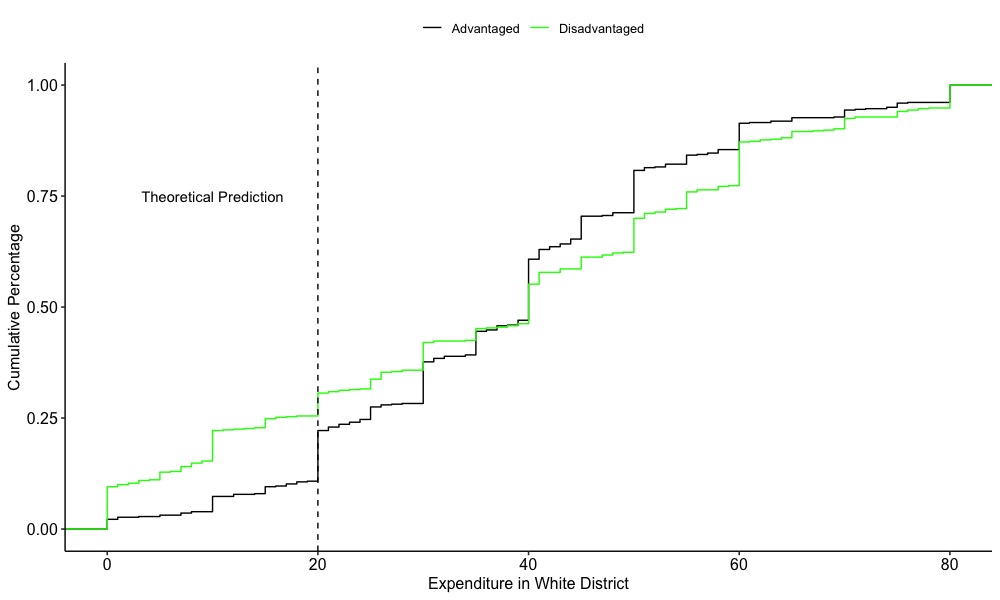 Advantaged Disadvantaged
1.00
0.75
Theoretical Prediction
0.50
0.25
0.00
Cumulative Percentage
0 20 40 60 80
Expenditure in White District